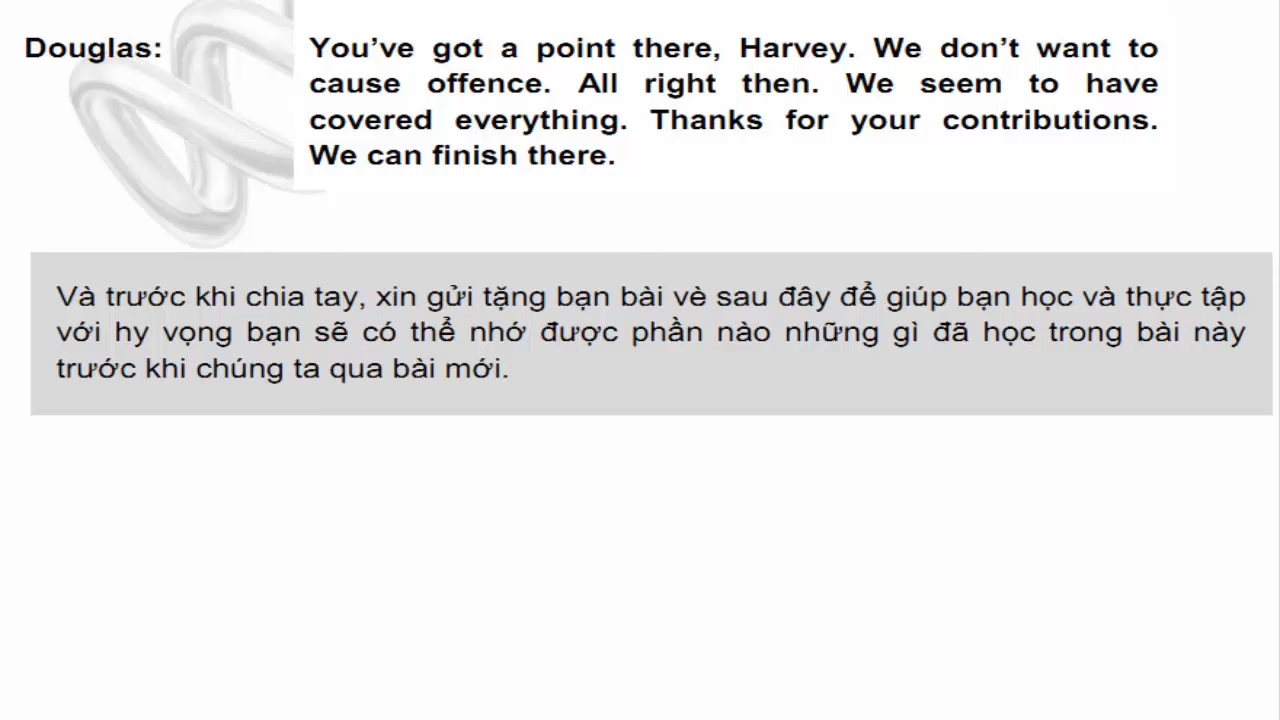 Douglas: You've got a point there, Harvey. We don't want to
cause offence. All right then. We seem to have
covered everything. Thanks for your contributions.
We can finish there.
Và trước khi chia tay, xin gửi tặng bạn bài vè sau đây để giúp bạn học và thực tập
với hy vọng bạn sẽ có thể nhớ được phần nào những gì đã học trong bài này
trước khi chúng ta qua bài mới.